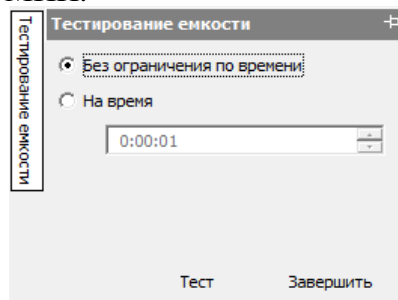 Тестирование емкости
Тестирование емкости
Без ограничения по времени
На время
0:00:01
Тест Завершить